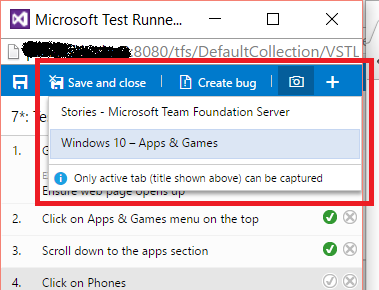 Microsoft Test Runne...
:8080/tfs/DefaultCollection/VSTL
Save and close
Create bug
7*: Te
Stories - Microsoft Team Foundation Server
Windows 10 – Apps & Games
Only active tab (title shown above) can be captured
1.
Ensure web page opens up
2. Click on Apps & Games menu on the top
3. Scroll down to the apps section
4. Click on Phones